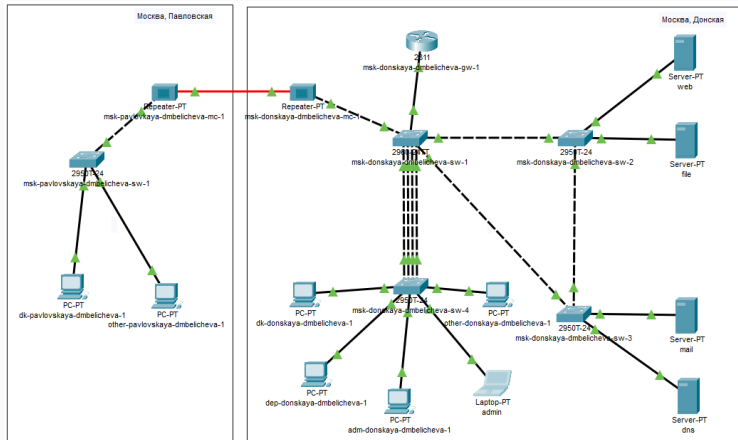 Москва, Павловская
Repeater-PT
msk-pavlovskaya-dmbelicheva-mc-1
2950T-24
msk-pavlovskaya-dmbelicheva-sw-1
PC-PT
dk-pavlovskaya-dmbelicheva-1
PC-PT
other-pavlovskaya-dmbelicheva-1
Москва, Донская
2811
msk-donskaya-dmbelicheva-gw-1
Repeater-PT
msk-donskaya-dmbelicheva-mc-1
msk-donskaya-dmbelicheva-sw-1
2950T-24
msk-donskaya-dmbelicheva-sw-2
Server-PT
web
Server-PT
file
2950T-24
msk-donskaya-dmbelicheva-sw-4
PC-PT
dk-donskaya-dmbelicheva-1
PC-PT
other-donskaya-dmbelicheva-1
2950T-24
msk-donskaya-dmbelicheva-sw-3
Server-PT
mail
PC-PT
dep-donskaya-dmbelicheva-1
PC-PT
adm-donskaya-dmbelicheva-1
Laptop-PT
admin
Server-PT
dns